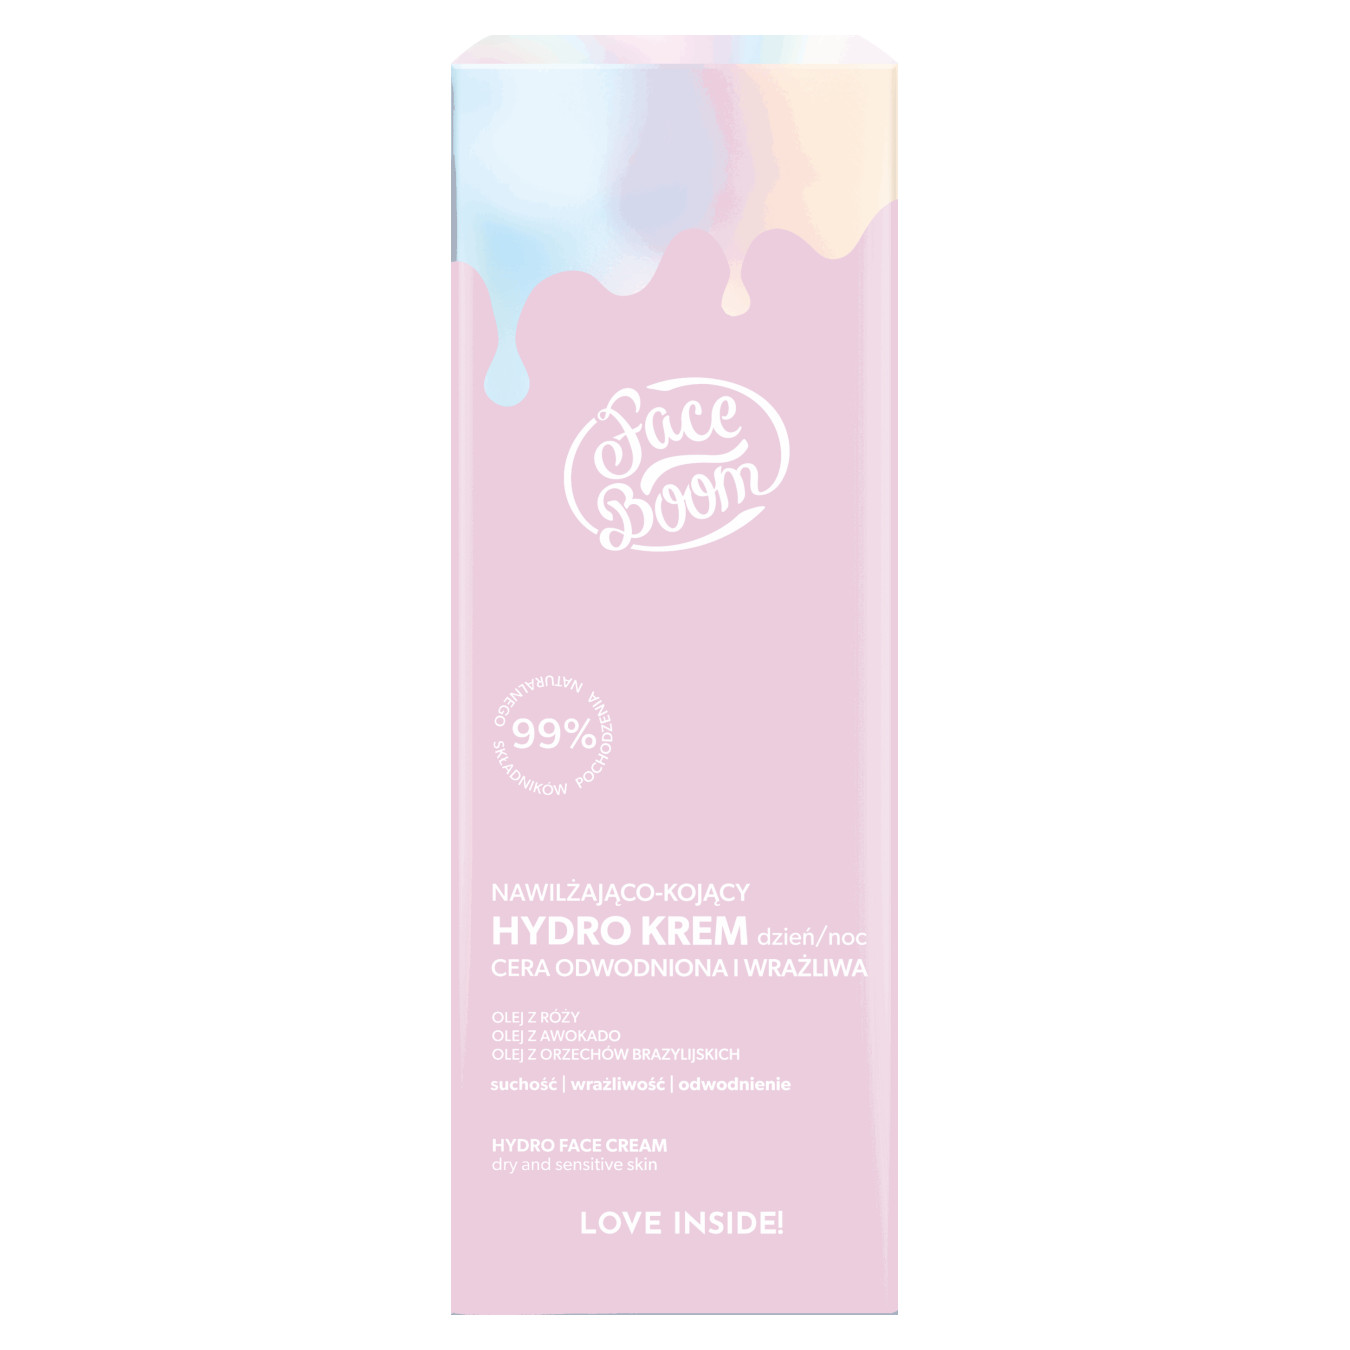 Face
Boom
99%
SKŁADNIKÓW POCHODZENIA NATURALNEGO
NAWILŻAJĄCO-KOJĄCY
HYDRO KREM dzień/noc
CERA ODWODNIONA I WRAŻLIWA
OLEJ Z RÓŻY
OLEJ Z AWOKADO
OLEJ Z ORZECHÓW BRAZYLIJSKICH
suchość | wrażliwość | odwodnienie
HYDRO FACE CREAM
dry and sensitive skin
LOVE INSIDE!